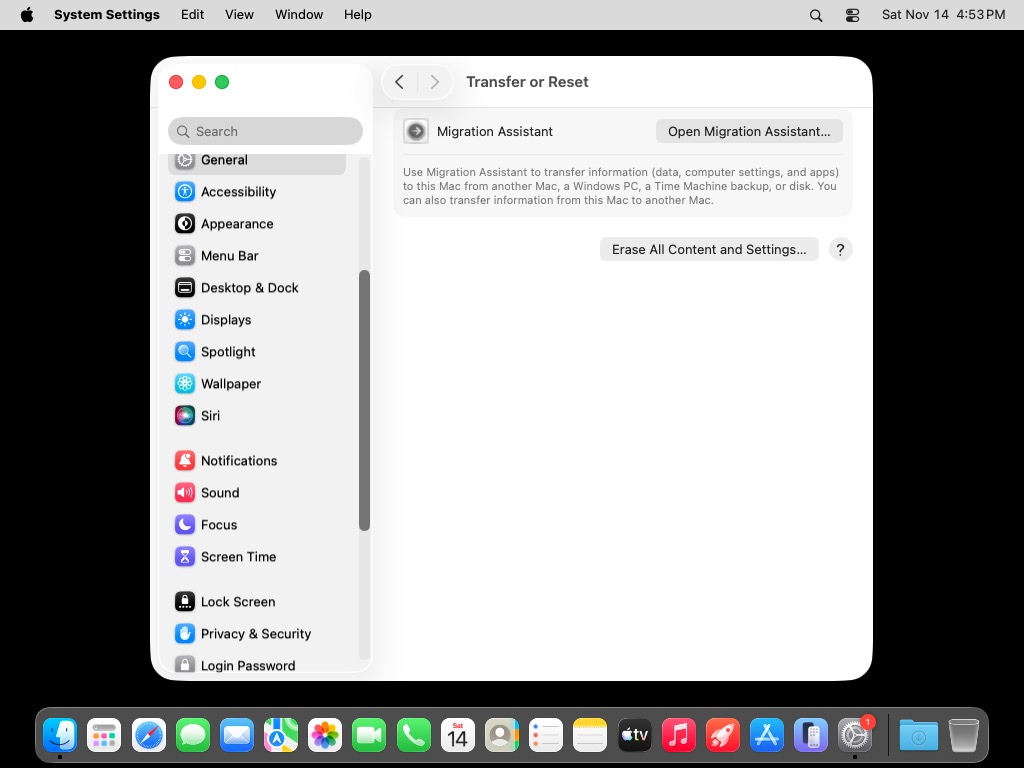 System Settings Edit View Window Help Sat Nov 14 4:53 PM
Transfer or Reset
Search
General
Accessibility
Appearance
Menu Bar
Desktop & Dock
Displays
Spotlight
Wallpaper
Siri
Notifications
Sound
Focus
Screen Time
Lock Screen
Privacy & Security
Login Password
Migration Assistant Open Migration Assistant...
Use Migration Assistant to transfer information (data, computer settings, and apps)
to this Mac from another Mac, a Windows PC, a Time Machine backup, or disk. You
can also transfer information from this Mac to another Mac.
Erase All Content and Settings... ?
Sat
14
tv
1